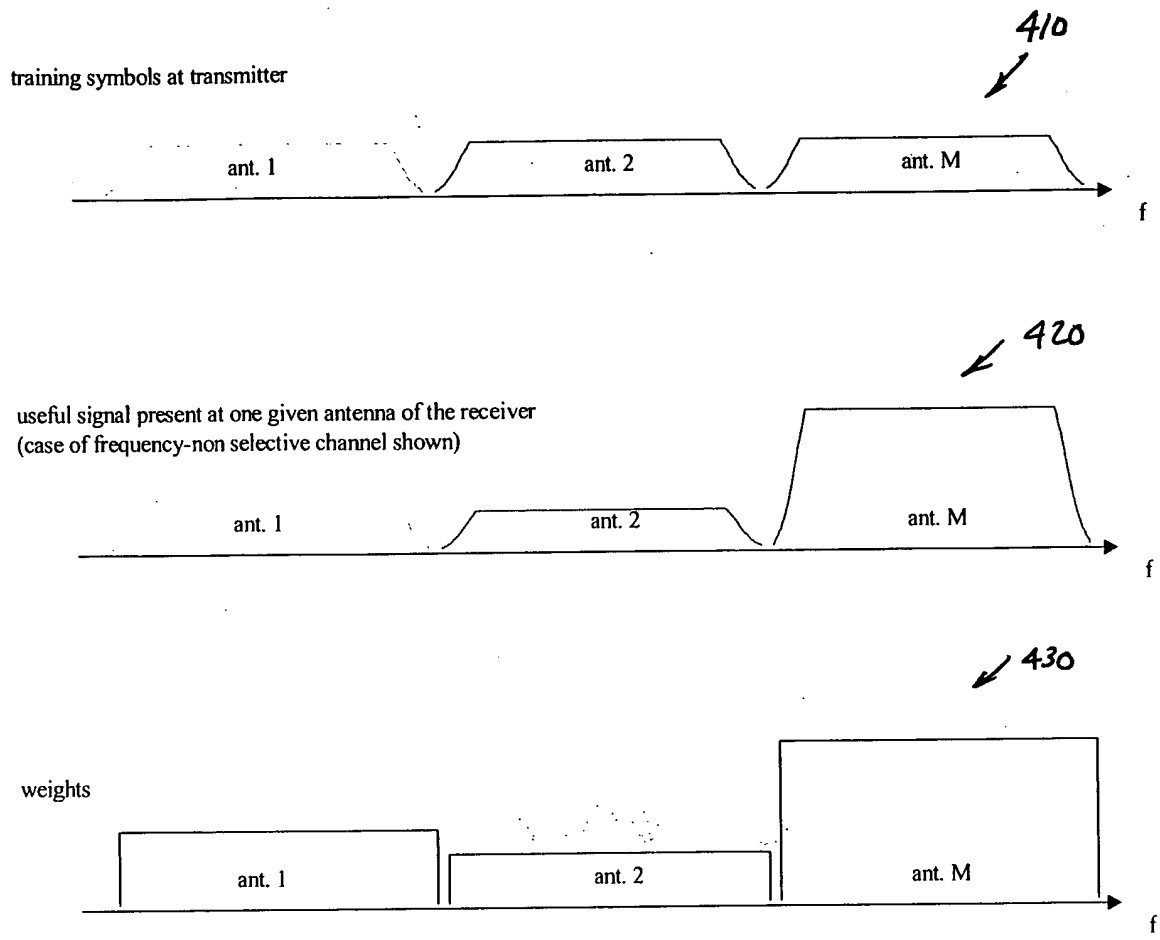 410
training symbols at transmitter
ant. 1
ant. 2
ant. M
f
420
useful signal present at one given antenna of the receiver
(case of frequency-non selective channel shown)
ant. 1
ant. 2
ant. M
f
430
weights
ant. 1
ant. 2
ant. M
f